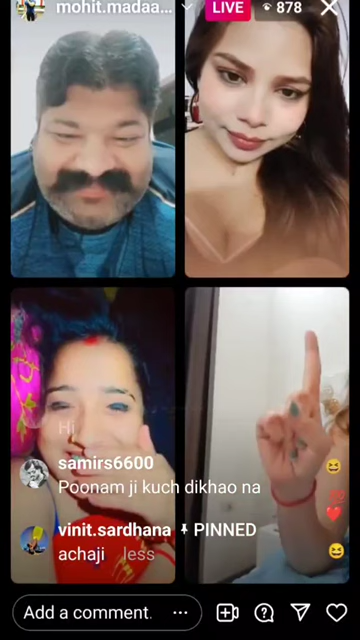 mohit.madaa...
LIVE
878
Hi
samirs6600
Poonam ji kuch dikhao na
vinit.sardhana PINNED
achaji less
Add a comment.